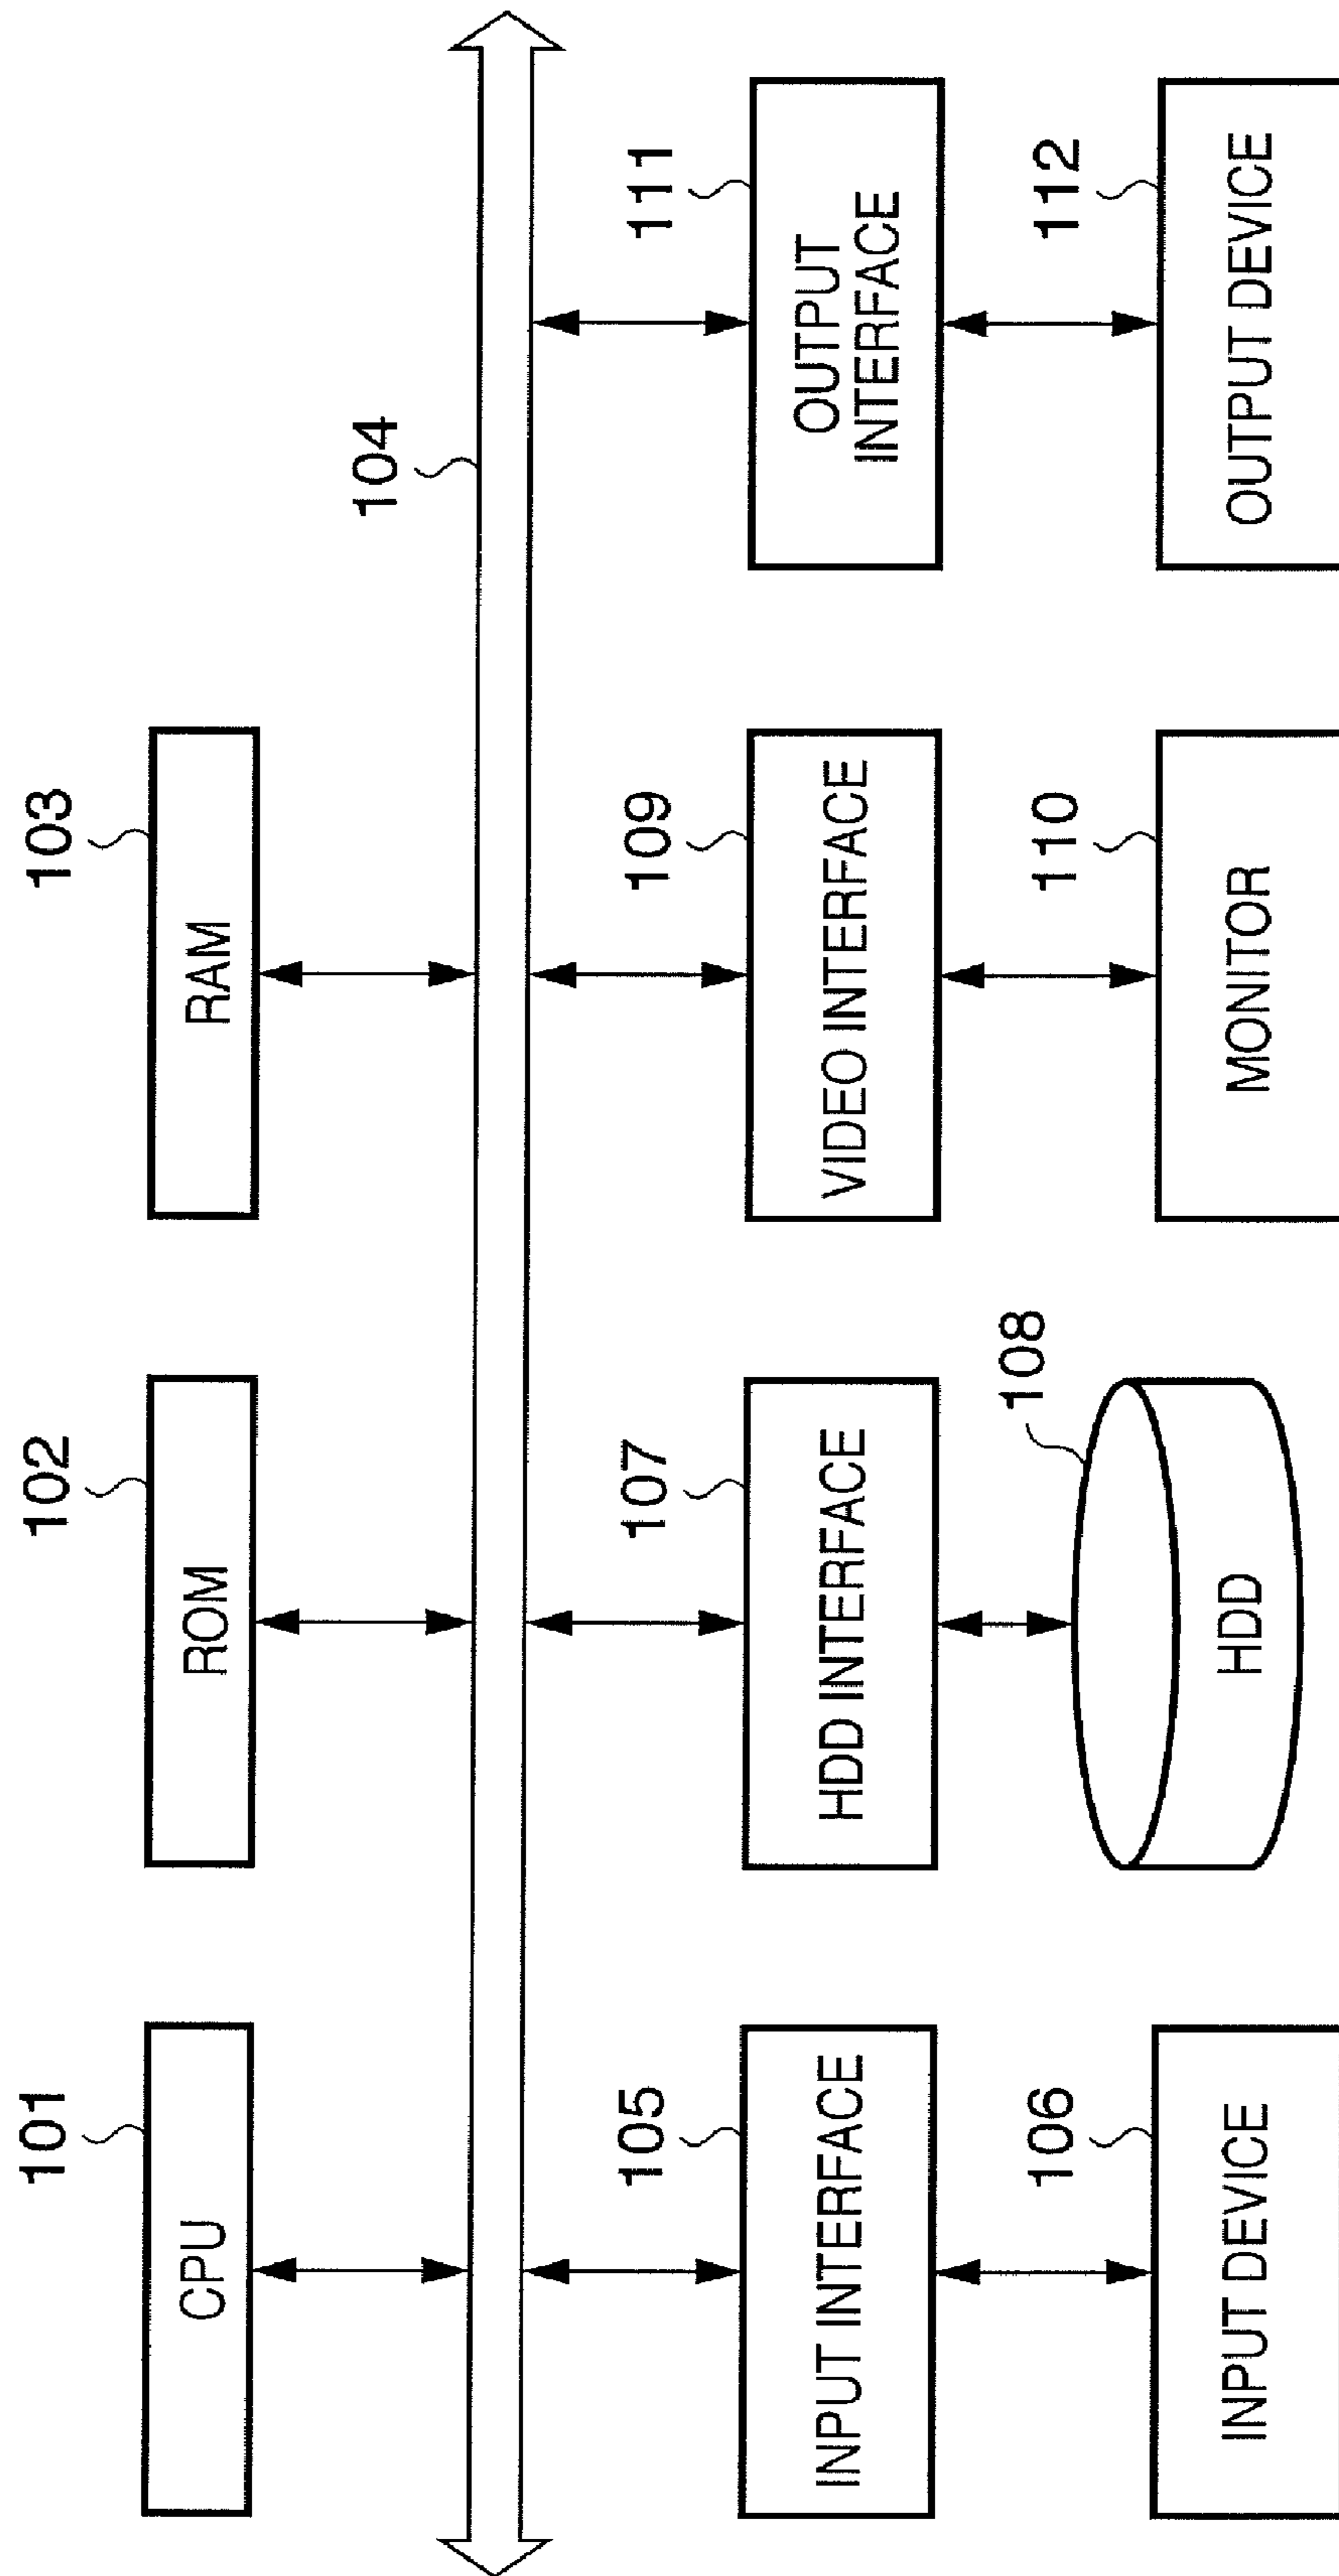 101
CPU
102
ROM
103
RAM
104
105
INPUT INTERFACE
107
HDD INTERFACE
109
VIDEO INTERFACE
111
OUTPUT
INTERFACE
106
INPUT DEVICE
108
HDD
110
MONITOR
112
OUTPUT DEVICE